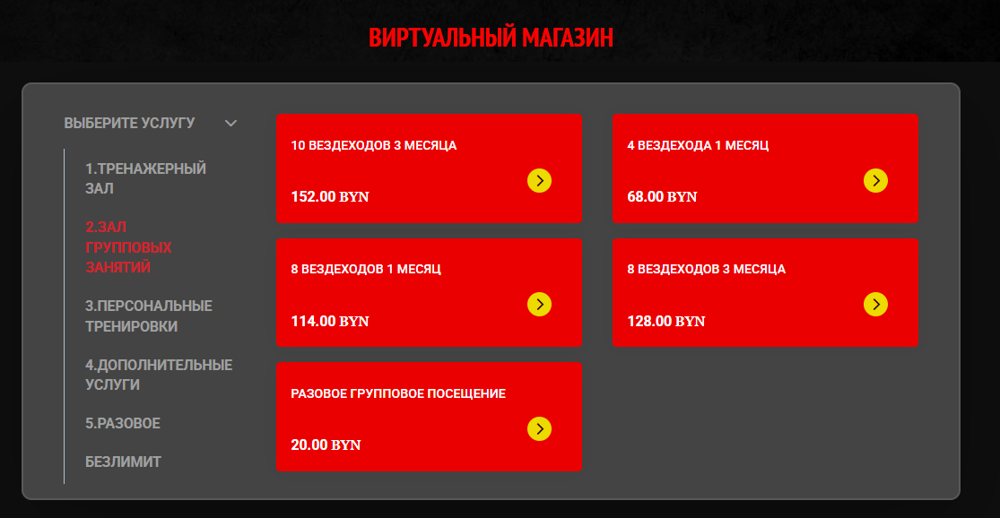 ВИРТУАЛЬНЫЙ МАГАЗИН
ВЫБЕРИТЕ УСЛУГУ
1.ТРЕНАЖЕРНЫЙ
ЗАЛ
2.ЗАЛ
ГРУППОВЫХ
ЗАНЯТИЙ
3.ПЕРСОНАЛЬНЫЕ
ТРЕНИРОВКИ
4.ДОПОЛНИТЕЛЬНЫЕ
УСЛУГИ
5.РАЗОВОЕ
БЕЗЛИМИТ
10 ВЕЗДЕХОДОВ 3 МЕСЯЦА
152.00 BYN
4 ВЕЗДЕХОДА 1 МЕСЯЦ
68.00 BYN
8 ВЕЗДЕХОДОВ 1 МЕСЯЦ
114.00 BYN
8 ВЕЗДЕХОДОВ 3 МЕСЯЦА
128.00 BYN
РАЗОВОЕ ГРУППОВОЕ ПОСЕЩЕНИЕ
20.00 BYN